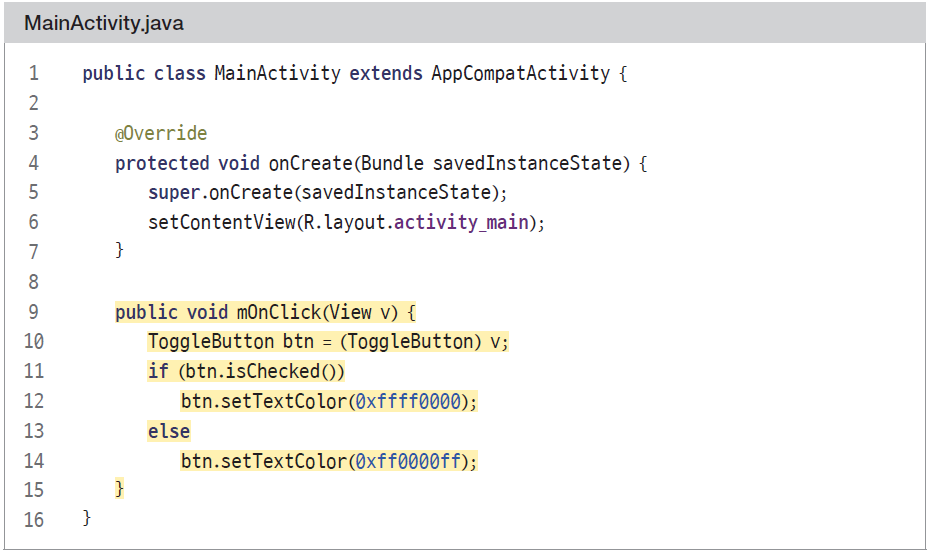 MainActivity.java
1 public class MainActivity extends AppCompatActivity {
2
3 @Override
4 protected void onCreate(Bundle savedInstanceState) {
5 super.onCreate(savedInstanceState);
6 setContentView(R.layout.activity_main);
7 }
8
9 public void mOnClick(View v) {
10 ToggleButton btn = (ToggleButton) v;
11 if (btn.isChecked())
12 btn.setTextColor(0xffff0000);
13 else
14 btn.setTextColor(0xff0000ff);
15 }
16 }